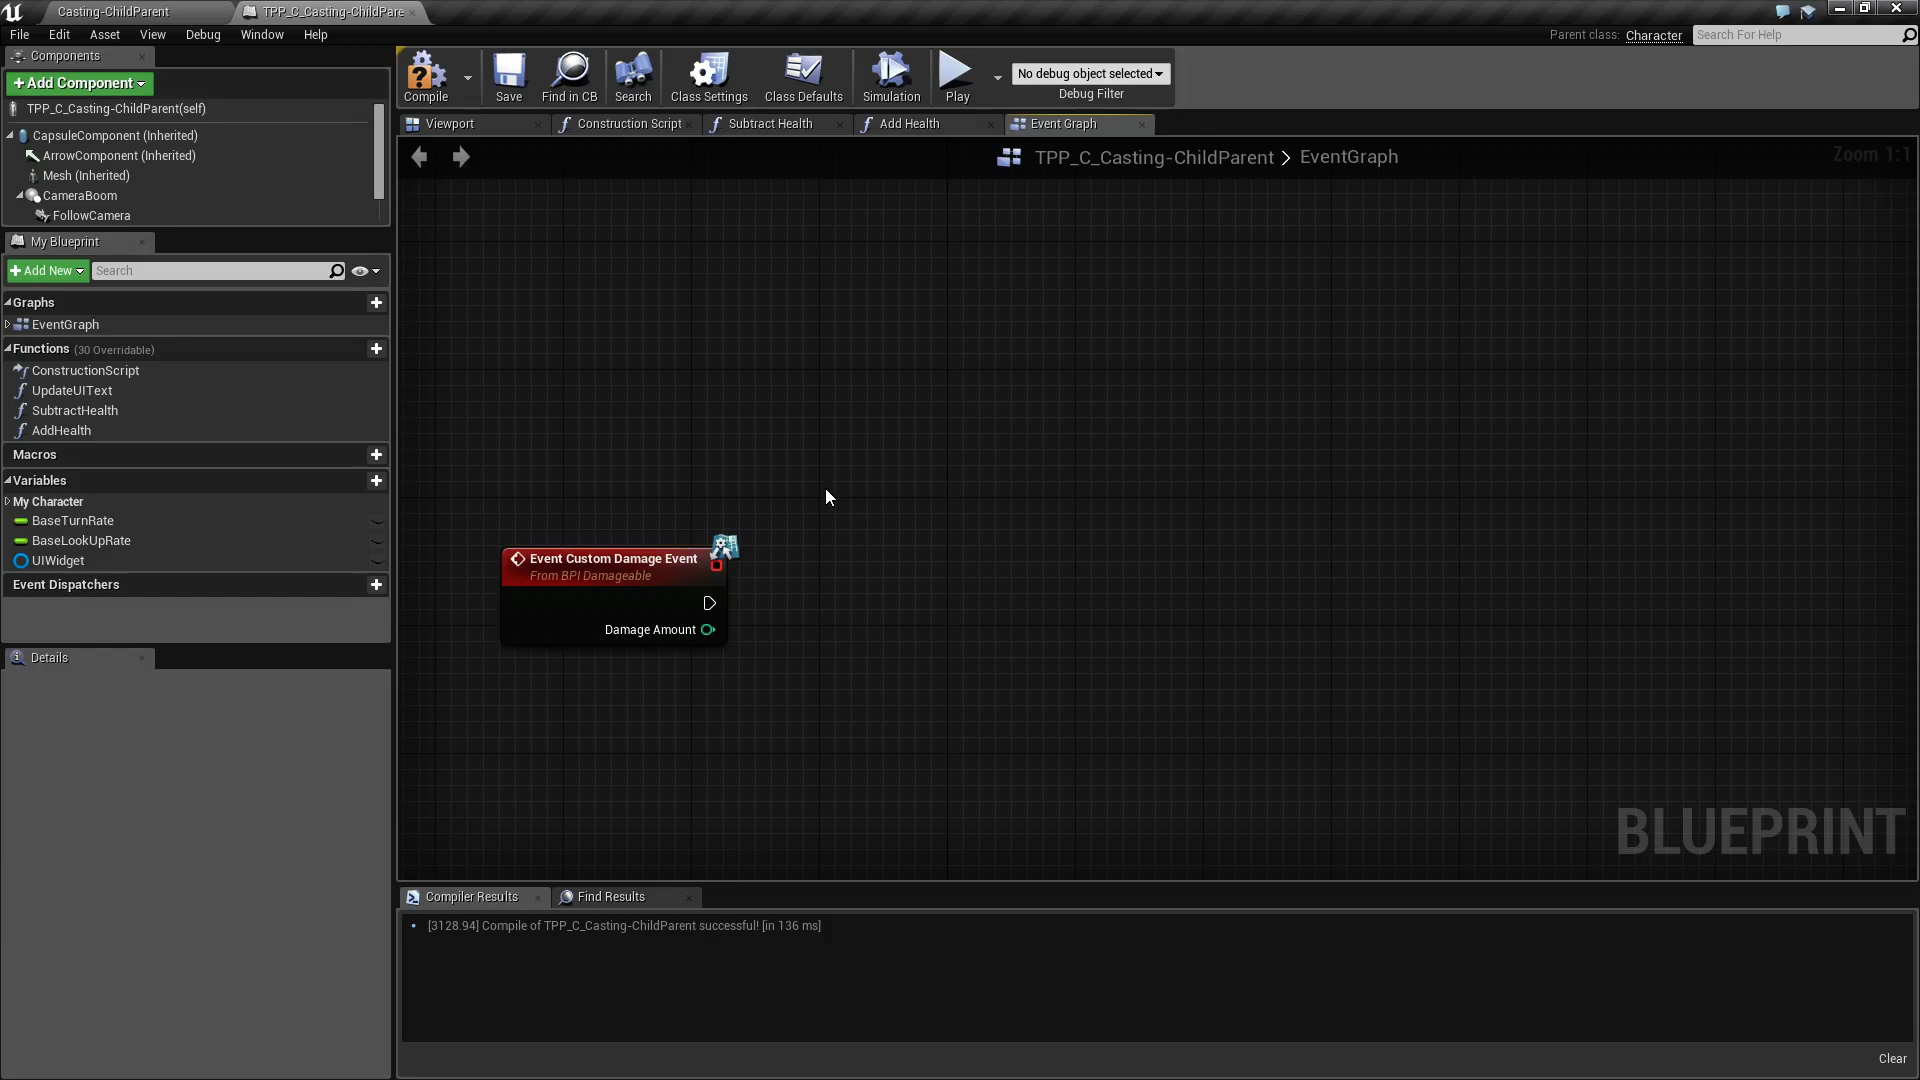 Casting-ChildParent
TPP_C_Casting-ChildPare
File Edit Asset View Debug Window Help
Parent class: Character
Search For Help
Components
+ Add Component
TPP_C_Casting-ChildParent(self)
CapsuleComponent (Inherited)
ArrowComponent (Inherited)
Mesh (Inherited)
CameraBoom
FollowCamera
My Blueprint
+ Add New
Search
Graphs
EventGraph
Functions (30 Overridable)
ConstructionScript
UpdateUIText
SubtractHealth
AddHealth
Macros
Variables
My Character
BaseTurnRate
BaseLookUpRate
UIWidget
Event Dispatchers
Details
Compile
Save
Find in CB
Search
Class Settings
Class Defaults
Simulation
Play
No debug object selected
Debug Filter
Viewport
Construction Script
Subtract Health
Add Health
Event Graph
TPP_C_Casting-ChildParent > EventGraph
Zoom 1:1
Event Custom Damage Event
From BPI Damageable
Damage Amount
BLUEPRINT
Compiler Results
Find Results
[3128.94] Compile of TPP_C_Casting-ChildParent successful! [in 136 ms]
Clear